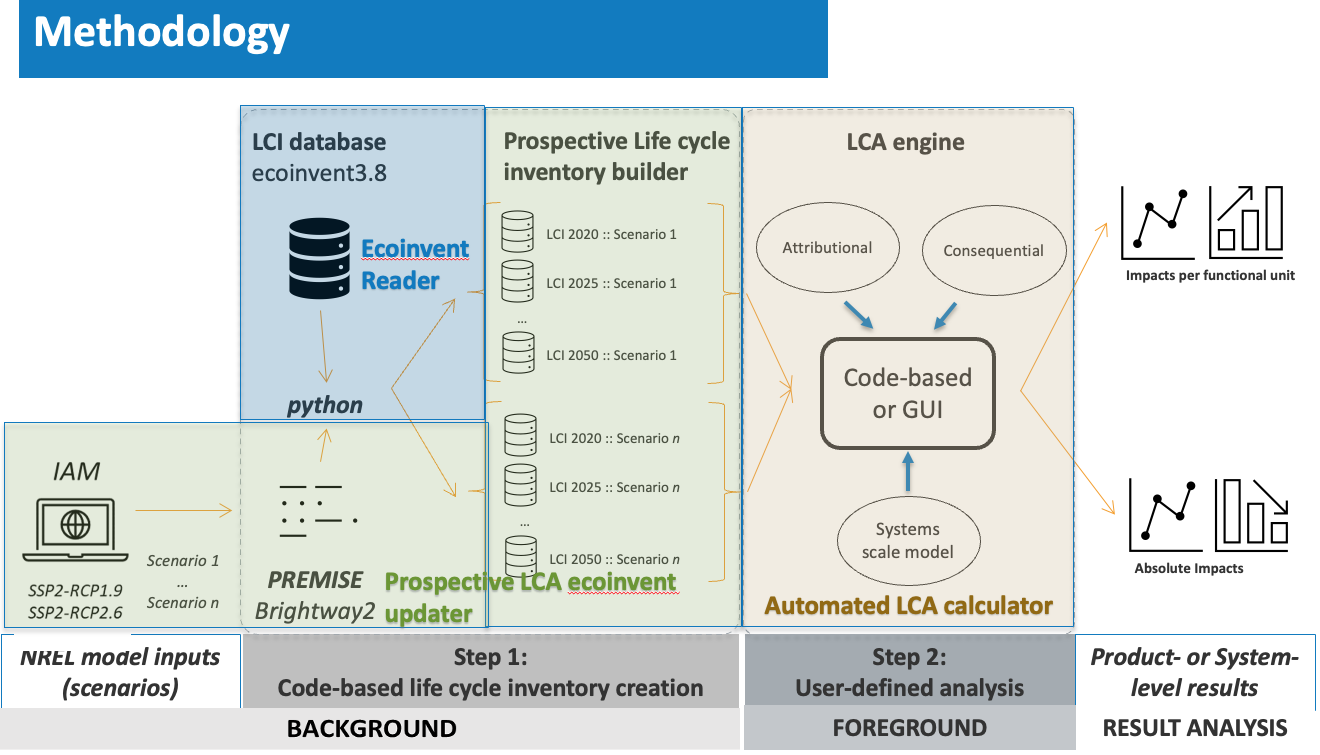 Methodology
LCI database
ecoinvent3.8
Ecoinvent
Reader
python
IAM
SSP2-RCP1.9
SSP2-RCP2.6
Scenario 1
...
Scenario n
PREMISE
Brightway2
Prospective LCA ecoinvent
updater
Prospective Life cycle
inventory builder
LCI 2020 :: Scenario 1
LCI 2025 :: Scenario 1
...
LCI 2050 :: Scenario 1
LCI 2020 :: Scenario n
LCI 2025 :: Scenario n
...
LCI 2050 :: Scenario n
LCA engine
Attributional
Consequential
Code-based
or GUI
Systems
scale model
Automated LCA calculator
Impacts per functional unit
Absolute Impacts
NREL model inputs
(scenarios)
Step 1:
Code-based life cycle inventory creation
Step 2:
User-defined analysis
Product- or System-
level results
BACKGROUND
FOREGROUND
RESULT ANALYSIS